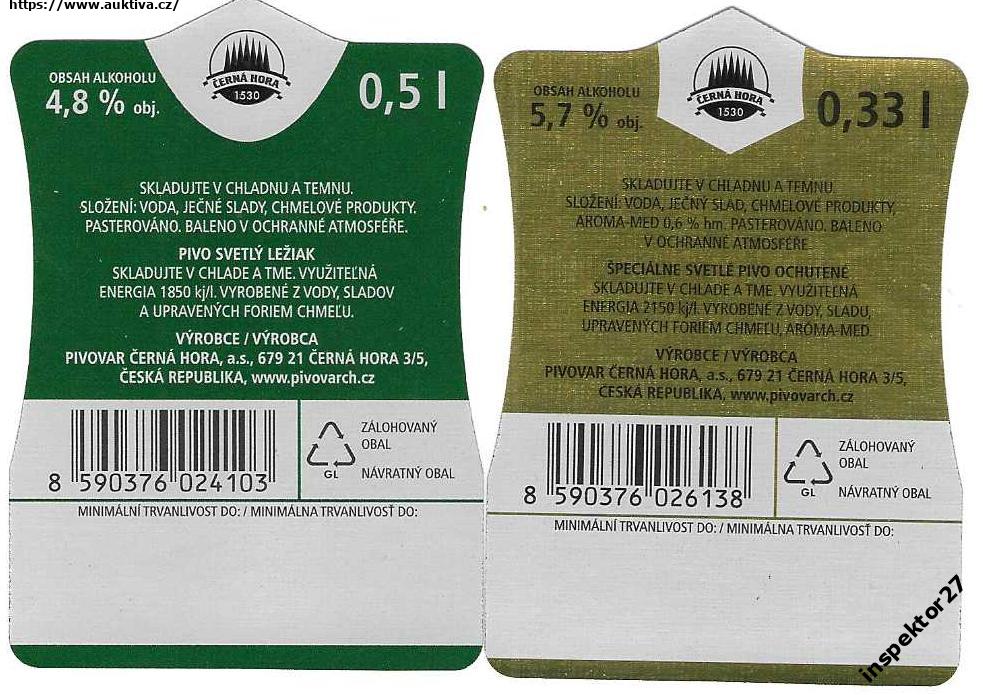 https://www.auktiva.cz/
OBSAH ALKOHOLU
4,8 % obj.
ČERNÁ HORA
1530
0,5 l
SKLADUJTE V CHLADNU A TEMNU.
SLOŽENÍ: VODA, JEČNÉ SLADY, CHMELOVÉ PRODUKTY.
PASTEROVÁNO. BALENO V OCHRANNÉ ATMOSFÉŘE.
PIVO SVETLÝ LEŽIAK
SKLADUJTE V CHLADE A TME. VYUŽITEĽNÁ
ENERGIA 1850 kj/l. VYROBENÉ Z VODY, SLADOV
A UPRAVENÝCH FORIEM CHMEĽU.
VÝROBCE / VÝROBCA
PIVOVAR ČERNÁ HORA, a.s., 679 21 ČERNÁ HORA 3/5,
ČESKÁ REPUBLIKA, www.pivovarch.cz
8 590376 024103
GL
ZÁLOHOVANÝ
OBAL
NÁVRATNÝ OBAL
MINIMÁLNÍ TRVANLIVOST DO: / MINIMÁLNA TRVANLIVOSŤ DO:
OBSAH ALKOHOLU
5,7 % obj.
ČERNÁ HORA
1530
0,33 l
SKLADUJTE V CHLADNU A TEMNU.
SLOŽENÍ: VODA, JEČNÝ SLAD, CHMELOVÉ PRODUKTY,
AROMA-MED 0,6 % hm. PASTEROVÁNO. BALENO
V OCHRANNÉ ATMOSFÉŘE.
ŠPECIÁLNE SVETLÉ PIVO OCHUTENÉ
SKLADUJTE V CHLADE A TME. VYUŽITEĽNÁ
ENERGIA 2150 kj/l. VYROBENÉ Z VODY, SLADU,
UPRAVENÝCH FORIEM CHMEĽU, ARÓMA-MED.
VÝROBCE / VÝROBCA
PIVOVAR ČERNÁ HORA, a.s., 679 21 ČERNÁ HORA 3/5,
ČESKÁ REPUBLIKA, www.pivovarch.cz
8 590376 026138
GL
ZÁLOHOVANÝ
OBAL
NÁVRATNÝ OBAL
MINIMÁLNÍ TRVANLIVOST DO: / MINIMÁLNA TRVANLIVOSŤ DO:
inspektor27